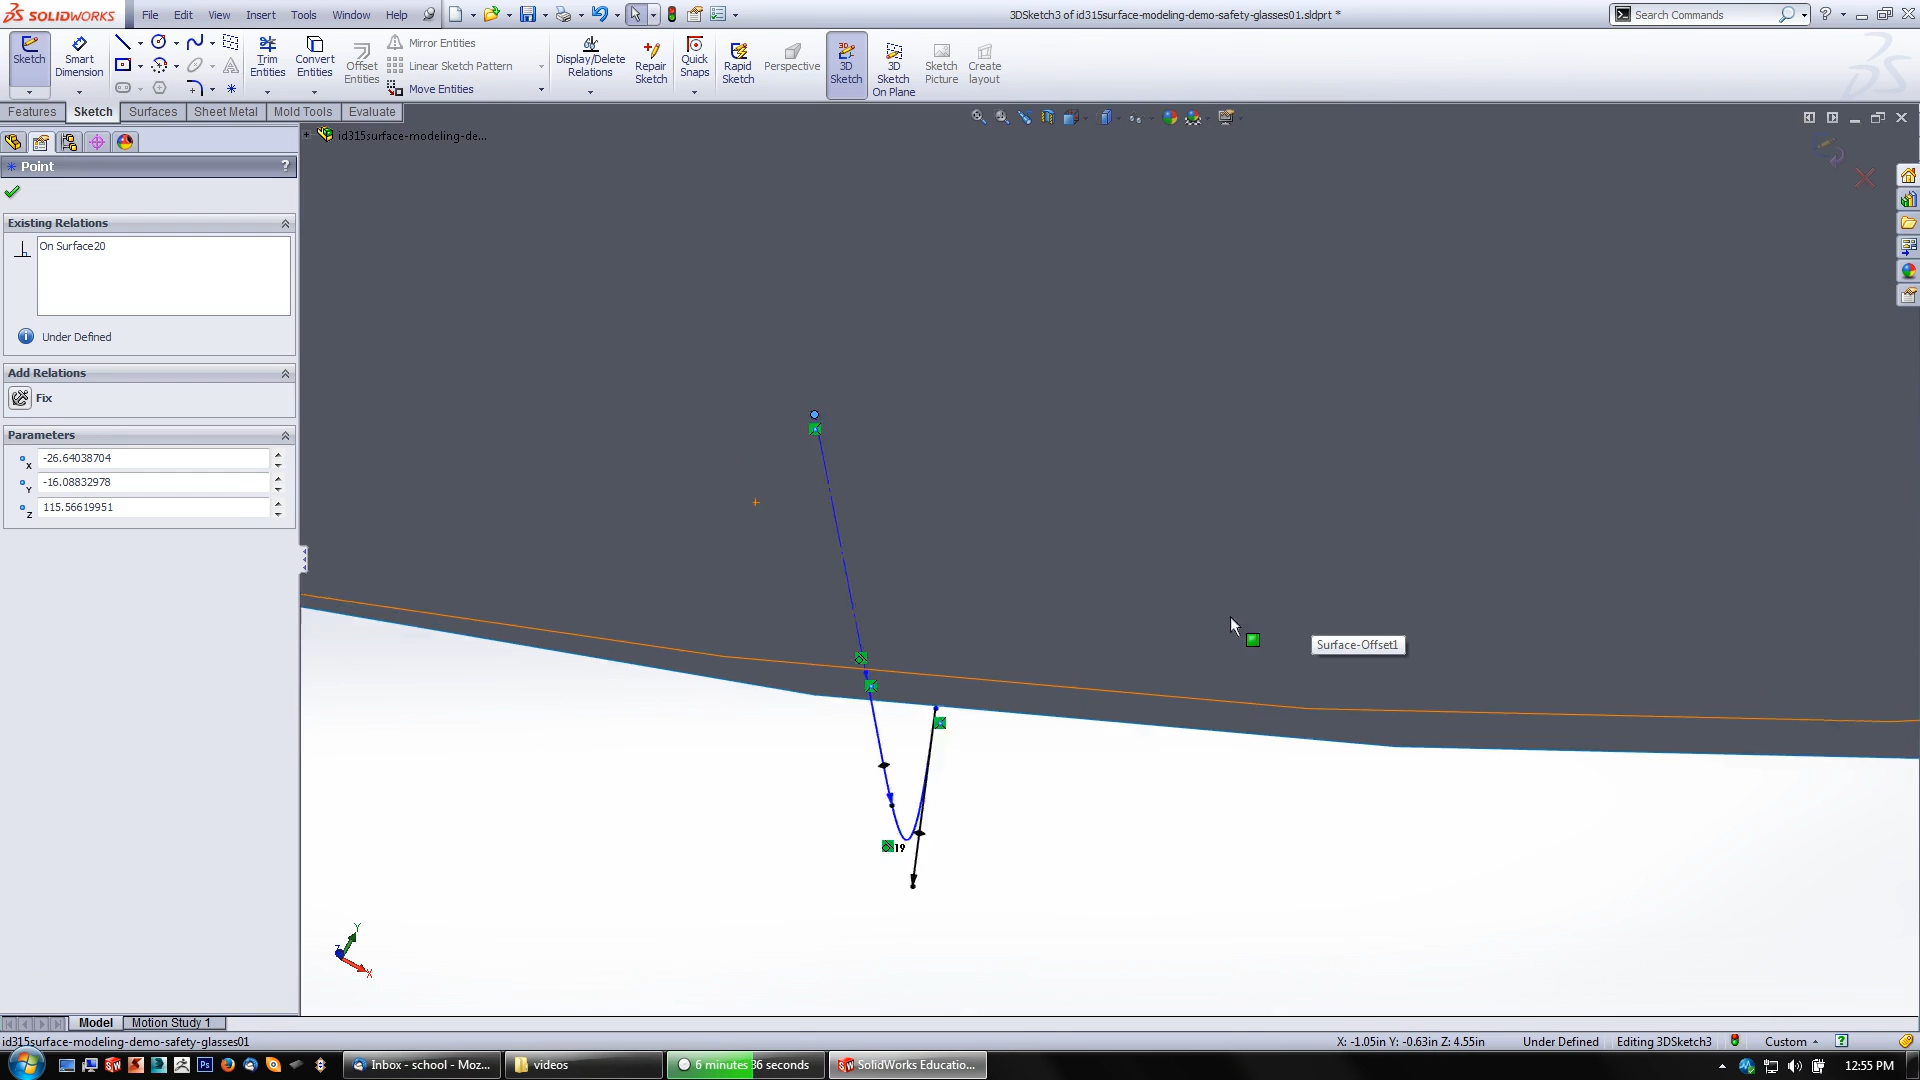 SOLIDWORKS File Edit View Insert Tools Window Help
3DSketch3 of id315surface-modeling-demo-safety-glasses01.sldprt *
Search Commands
Sketch
Smart Dimension
Trim Entities
Convert Entities
Offset Entities
Mirror Entities
Linear Sketch Pattern
Move Entities
Display/Delete Relations
Repair Sketch
Quick Snaps
Rapid Sketch
Perspective
3D Sketch
3D Sketch On Plane
Sketch Picture
Create layout
Features Sketch Surfaces Sheet Metal Mold Tools Evaluate
id315surface-modeling-de...
Point ?
Existing Relations
On Surface20
Under Defined
Add Relations
Fix
Parameters
X -26.64038704
Y -16.08832978
Z 115.56619951
Surface-Offset1
19
Y
Z
X
Model Motion Study 1
id315surface-modeling-demo-safety-glasses01
X: -1.05in Y: -0.63in Z: 4.55in Under Defined Editing 3DSketch3 Custom
Inbox - school - Moz...
videos
6 minutes 36 seconds
SolidWorks Educatio...
12:55 PM